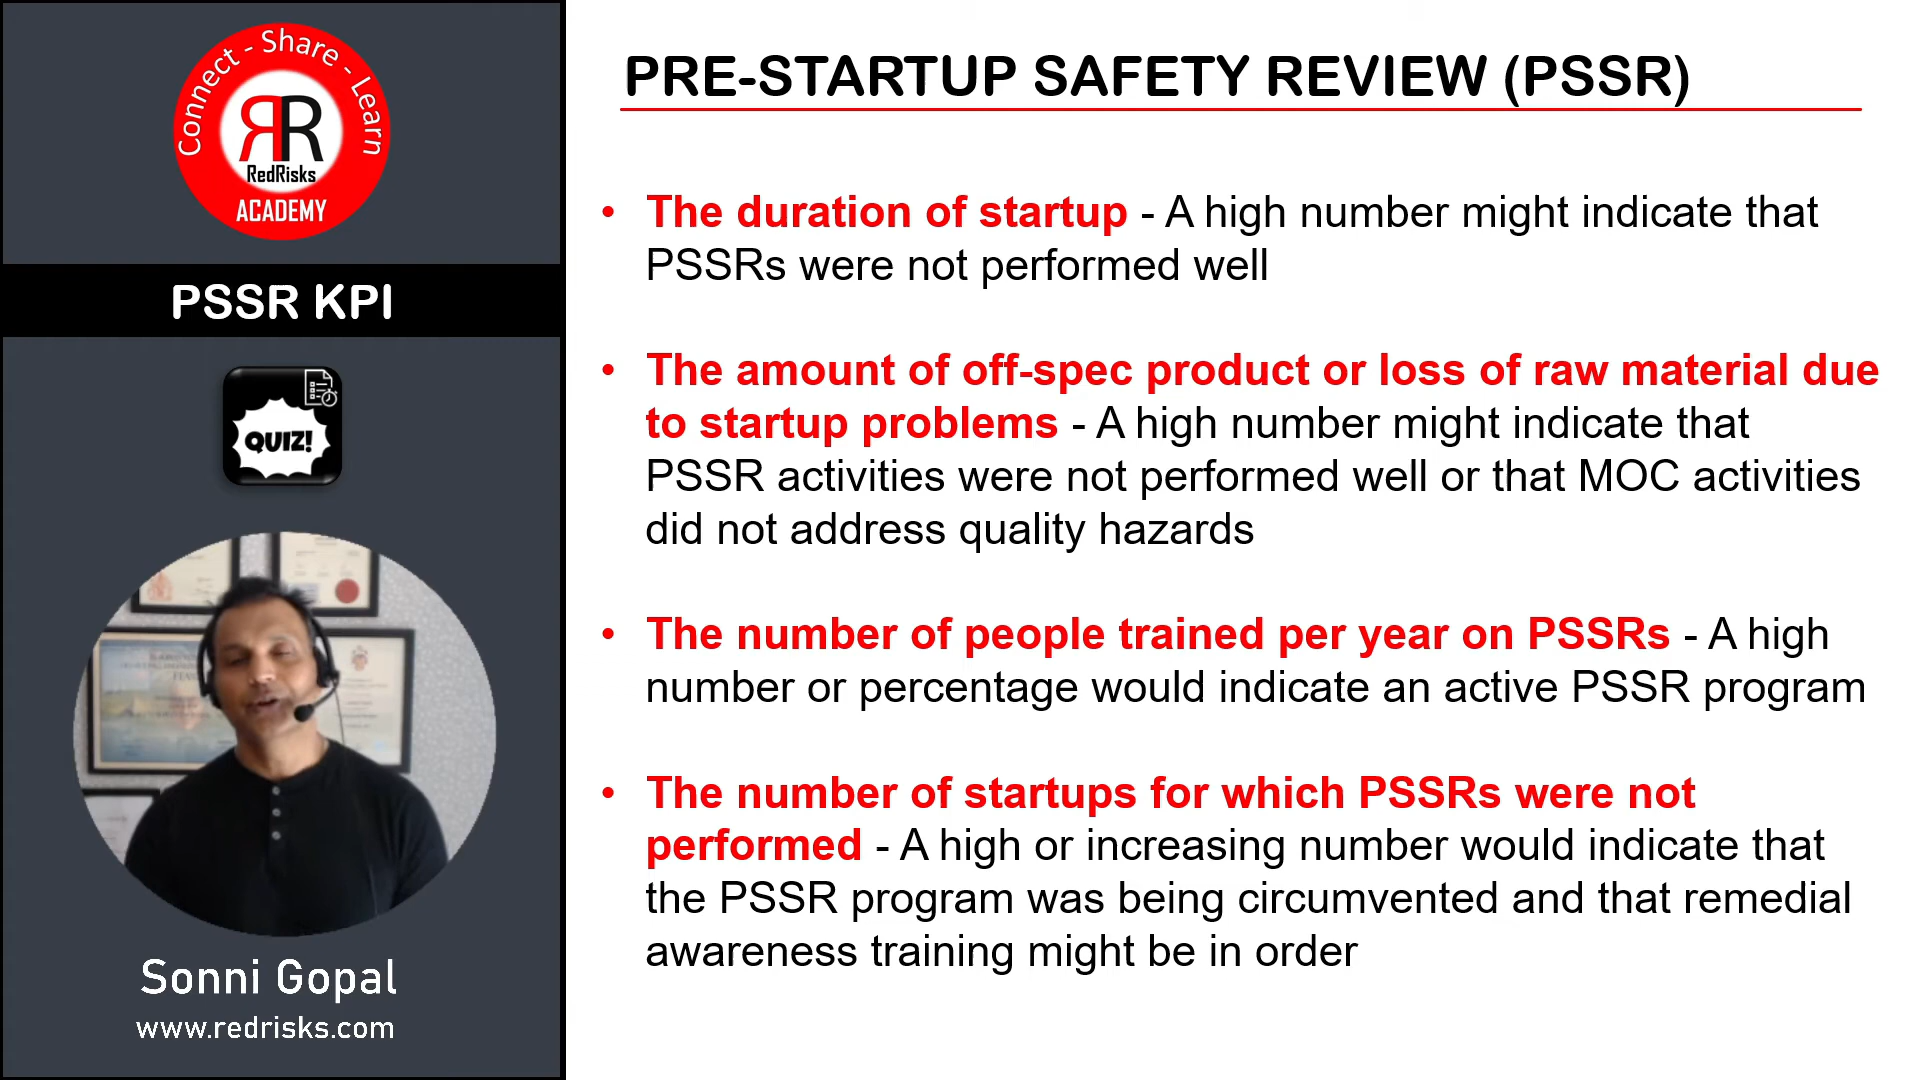 Connect - Share - Learn
RR
RedRisks
ACADEMY
PSSR KPI
QUIZ!
Sonni Gopal
www.redrisks.com
PRE-STARTUP SAFETY REVIEW (PSSR)
• The duration of startup - A high number might indicate that
PSSRs were not performed well
• The amount of off-spec product or loss of raw material due
to startup problems - A high number might indicate that
PSSR activities were not performed well or that MOC activities
did not address quality hazards
• The number of people trained per year on PSSRs - A high
number or percentage would indicate an active PSSR program
• The number of startups for which PSSRs were not
performed - A high or increasing number would indicate that
the PSSR program was being circumvented and that remedial
awareness training might be in order